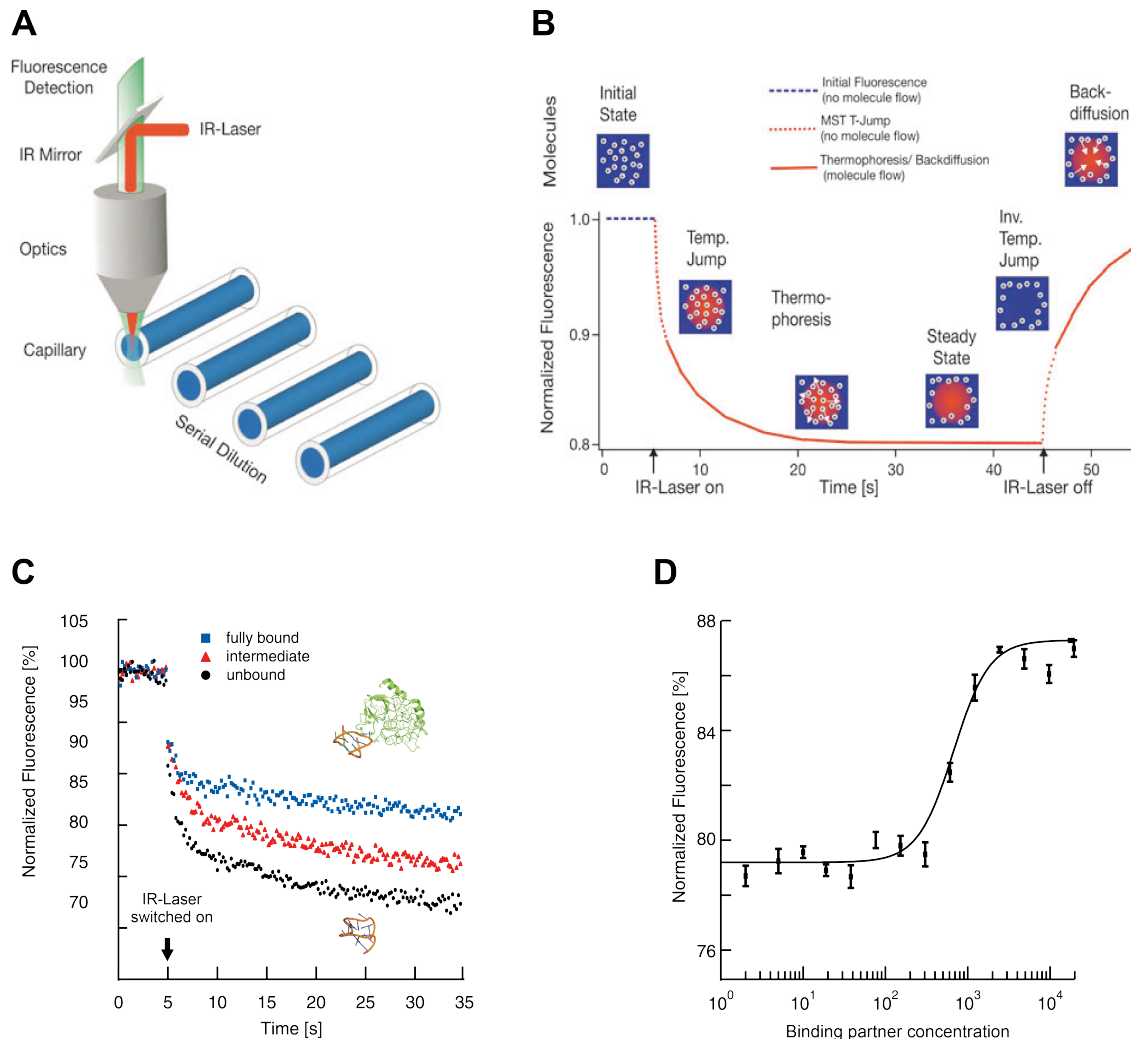 A
Fluorescence
Detection
IR-Laser
IR Mirror
Optics
Capillary
Serial Dilution
B
Molecules
Initial
State
Initial Fluorescence
(no molecule flow)
MST T-Jump
(no molecule flow)
Thermophoresis/ Backdiffusion
(molecule flow)
Back-
diffusion
Normalized Fluorescence
1.0
0.9
0.8
Temp.
Jump
Thermo-
phoresis
Steady
State
Inv.
Temp.
Jump
0 10 20 30 40 50
IR-Laser on
Time [s]
IR-Laser off
C
Normalized Fluorescence [%]
105
100
95
90
85
80
75
70
fully bound
intermediate
unbound
IR-Laser
switched on
0 5 10 15 20 25 30 35
Time [s]
D
Normalized Fluorescence [%]
88
84
80
76
10⁰ 10¹ 10² 10³ 10⁴
Binding partner concentration